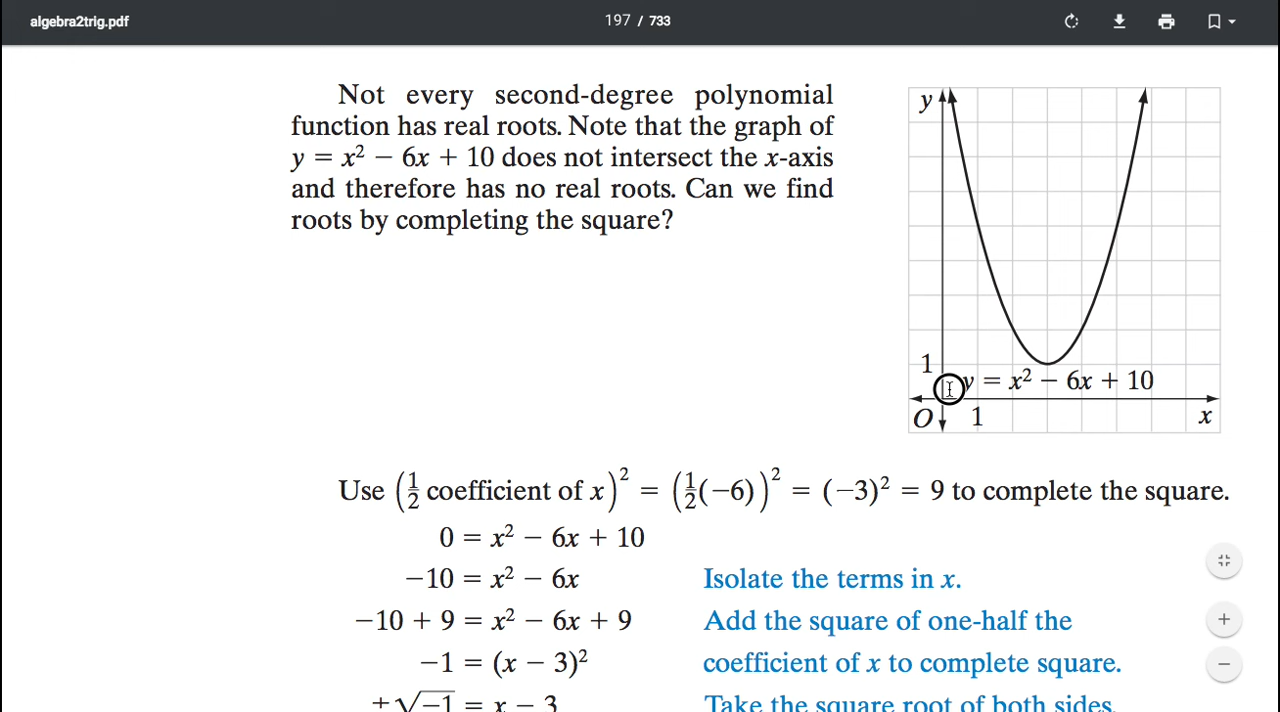 algebra2trig.pdf
197 / 733
Not every second-degree polynomial
function has real roots. Note that the graph of
y = x² − 6x + 10 does not intersect the x-axis
and therefore has no real roots. Can we find
roots by completing the square?
y
1
y = x² − 6x + 10
O 1 x
Use (½ coefficient of x)² = (½(−6))² = (−3)² = 9 to complete the square.
0 = x² − 6x + 10
−10 = x² − 6x Isolate the terms in x.
−10 + 9 = x² − 6x + 9 Add the square of one-half the
−1 = (x − 3)² coefficient of x to complete square.
±√−1 = x − 3 Take the square root of both sides.